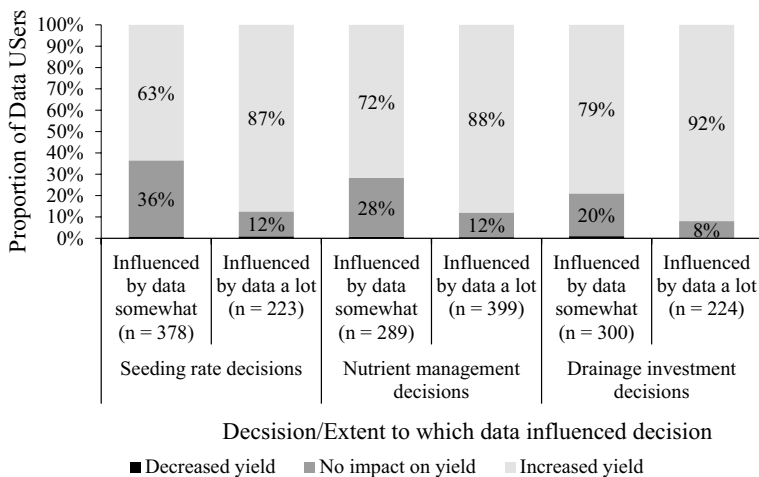 Proportion of Data USers
100%
90%
80%
70%
60%
50%
40%
30%
20%
10%
0%
63%
36%
87%
12%
72%
28%
88%
12%
79%
20%
92%
8%
Influenced
by data
somewhat
(n = 378)
Influenced
by data a lot
(n = 223)
Influenced
by data
somewhat
(n = 289)
Influenced
by data a lot
(n = 399)
Influenced
by data
somewhat
(n = 300)
Influenced
by data a lot
(n = 224)
Seeding rate decisions
Nutrient management
decisions
Drainage investment
decisions
Decsision/Extent to which data influenced decision
Decreased yield
No impact on yield
Increased yield